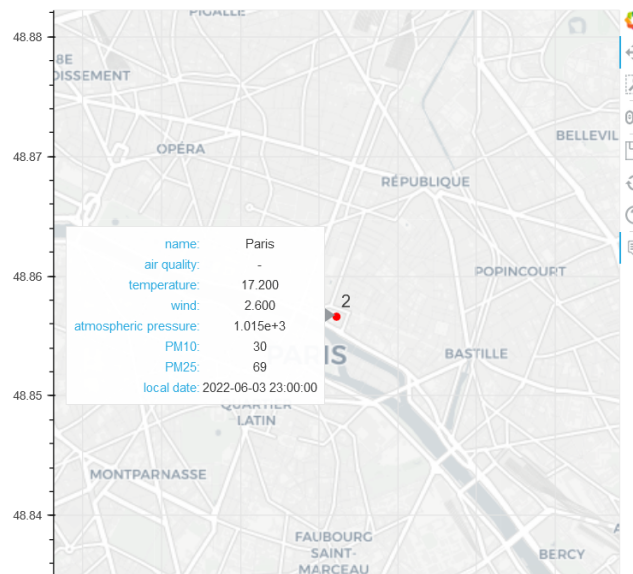 PIGALLE
48.88
8E
DISSEMENT
48.87
OPÉRA
BELLEVIL
RÉPUBLIQUE
name: Paris
air quality: -
temperature: 17.200
wind: 2.600
atmospheric pressure: 1.015e+3
PM10: 30
PM25: 69
local date: 2022-06-03 23:00:00
48.86
POPINCOURT
2
PARIS
BASTILLE
48.85
QUARTIER
LATIN
MONTPARNASSE
48.84
FAUBOURG
SAINT-
MARCEAU
BERCY